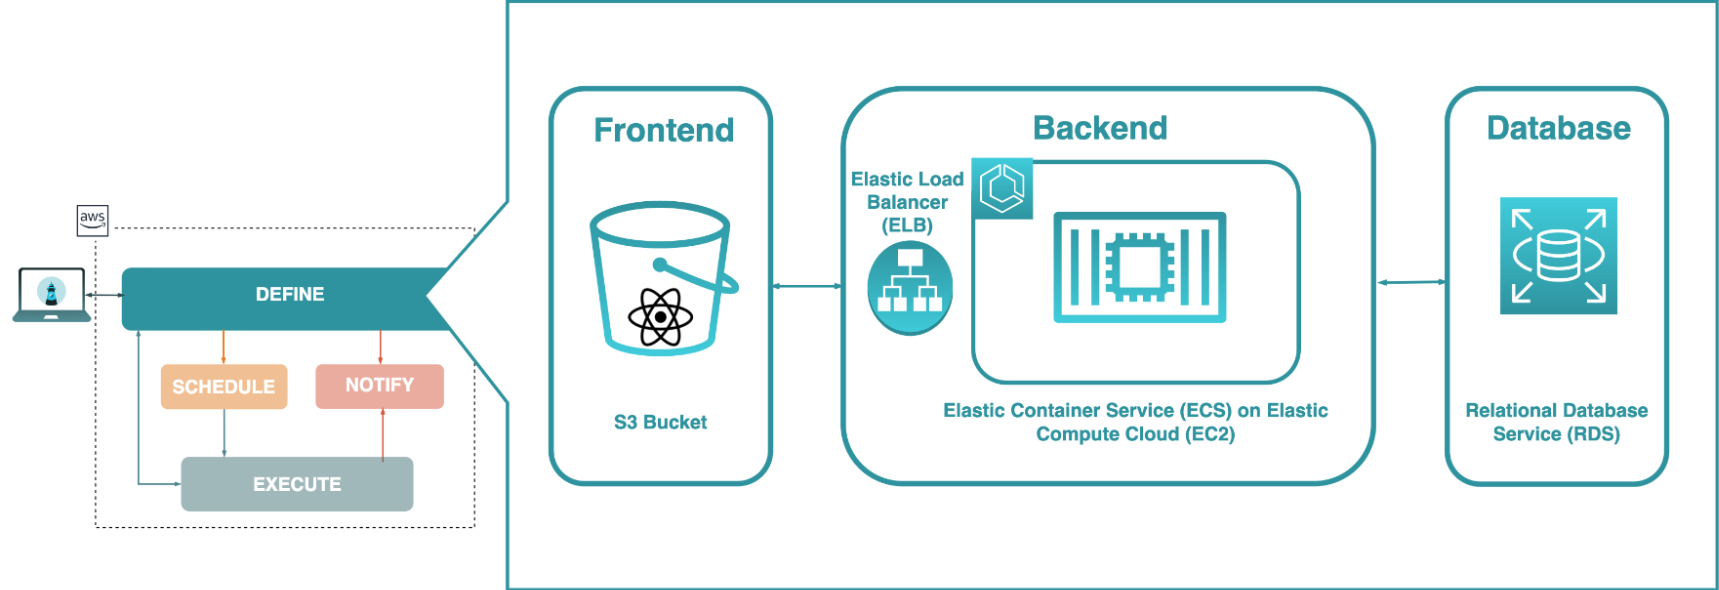 aws
DEFINE
SCHEDULE
NOTIFY
EXECUTE
Frontend
S3 Bucket
Backend
Elastic Load
Balancer
(ELB)
Elastic Container Service (ECS) on Elastic
Compute Cloud (EC2)
Database
Relational Database
Service (RDS)